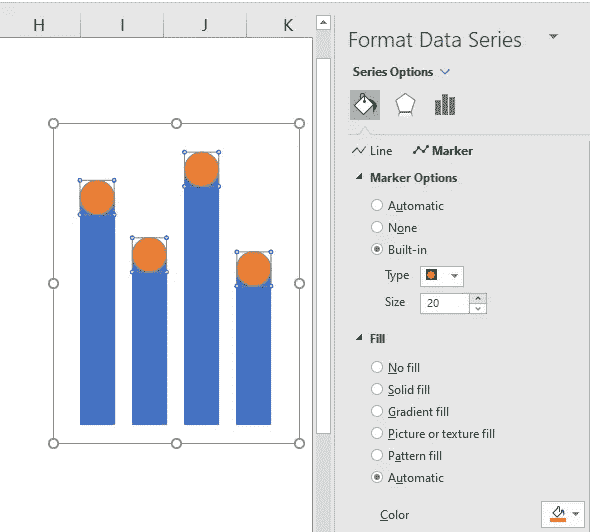 H I J K
Format Data Series
Series Options
Line Marker
Marker Options
Automatic
None
Built-in
Type
Size 20
Fill
No fill
Solid fill
Gradient fill
Picture or texture fill
Pattern fill
Automatic
Color